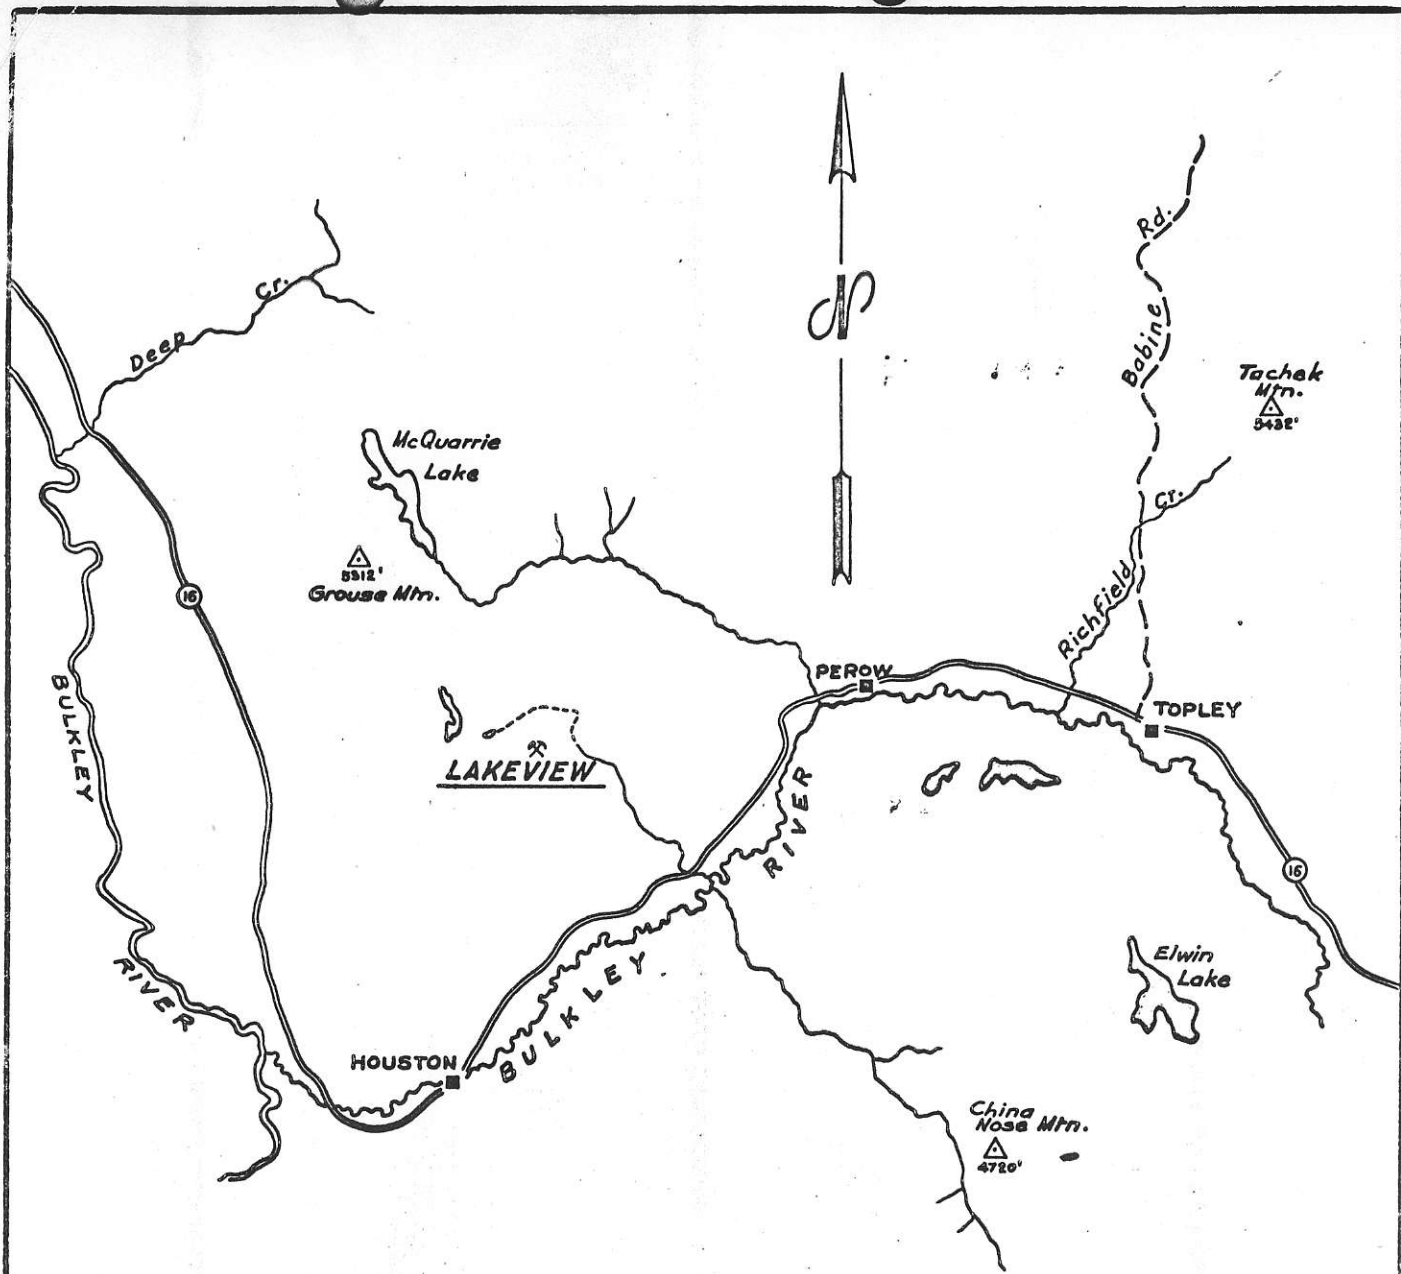 Rd.
Cr.
Deep
Babine
Tachek
Mtn.
5432'
McQuarrie
Lake
Cr.
5312'
Grouse Mtn.
16
Richfield
PEROW
BULKLEY
TOPLEY
LAKEVIEW
RIVER
16
BULKLEY
RIVER
Elwin
Lake
HOUSTON
China
Nose Mtn.
4720'